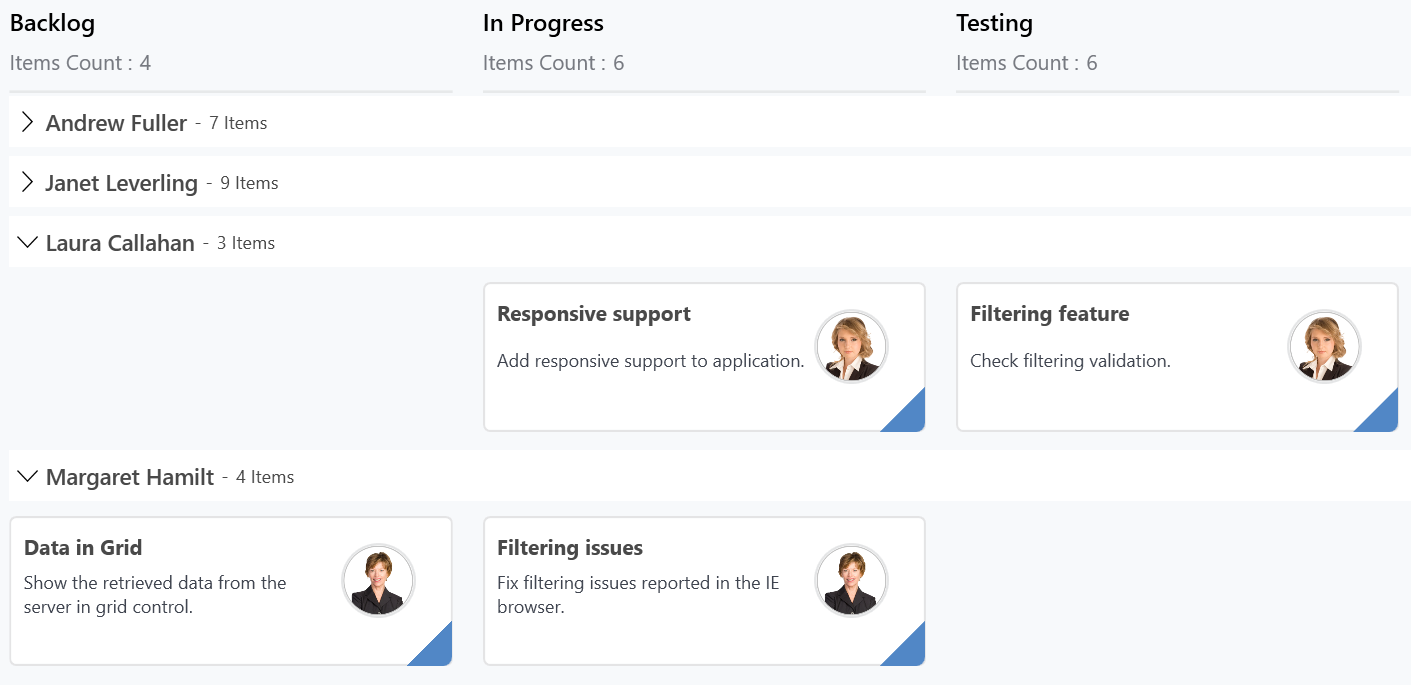 Backlog
In Progress
Testing
Items Count : 4
Items Count : 6
Items Count : 6
Andrew Fuller - 7 Items
Janet Leverling - 9 Items
Laura Callahan - 3 Items
Responsive support
Add responsive support to application.
Filtering feature
Check filtering validation.
Margaret Hamilt - 4 Items
Data in Grid
Show the retrieved data from the
server in grid control.
Filtering issues
Fix filtering issues reported in the IE
browser.